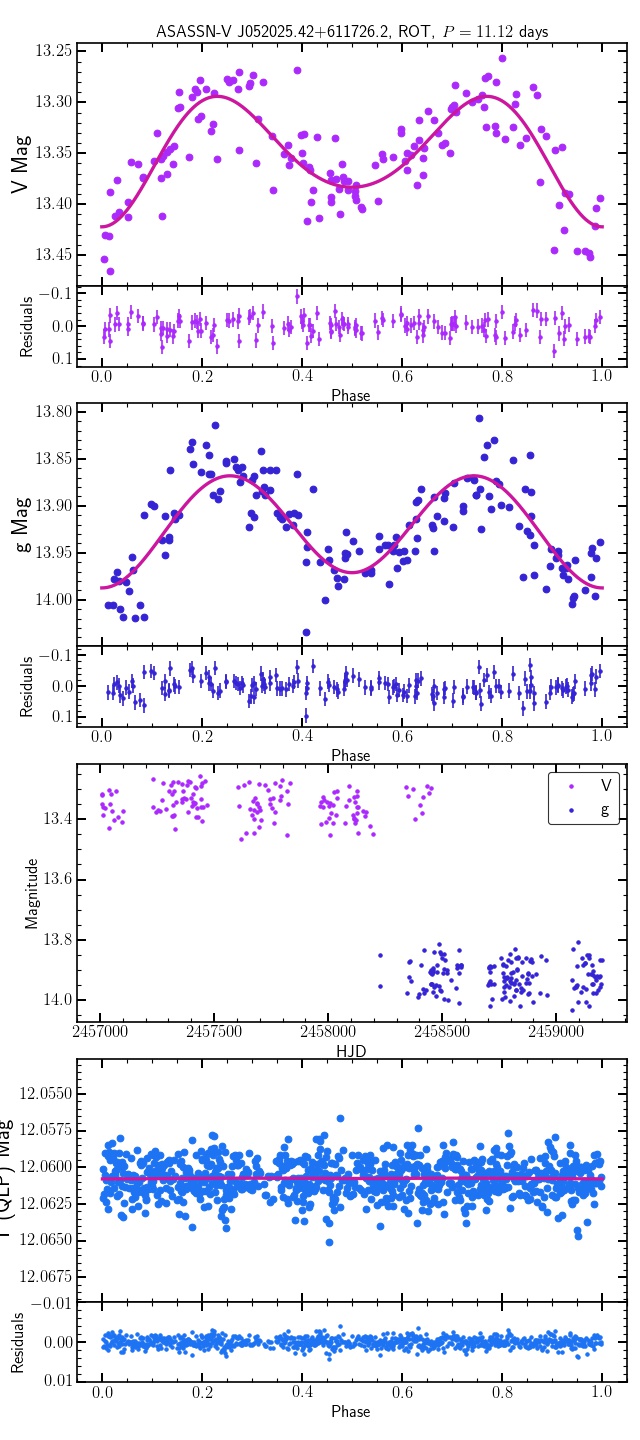 ASASSN-V J052025.42+611726.2, ROT, P = 11.12 days
13.25
13.30
13.35
13.40
13.45
V Mag
−0.1
0.0
0.1
Residuals
0.0 0.2 0.4 0.6 0.8 1.0
Phase
13.80
13.85
13.90
13.95
14.00
g Mag
−0.1
0.0
0.1
Residuals
0.0 0.2 0.4 0.6 0.8 1.0
Phase
V
g
13.4
13.6
13.8
14.0
Magnitude
2457000 2457500 2458000 2458500 2459000
HJD
12.0550
12.0575
12.0600
12.0625
12.0650
12.0675
(QLP) Mag
−0.01
0.00
0.01
Residuals
0.0 0.2 0.4 0.6 0.8 1.0
Phase